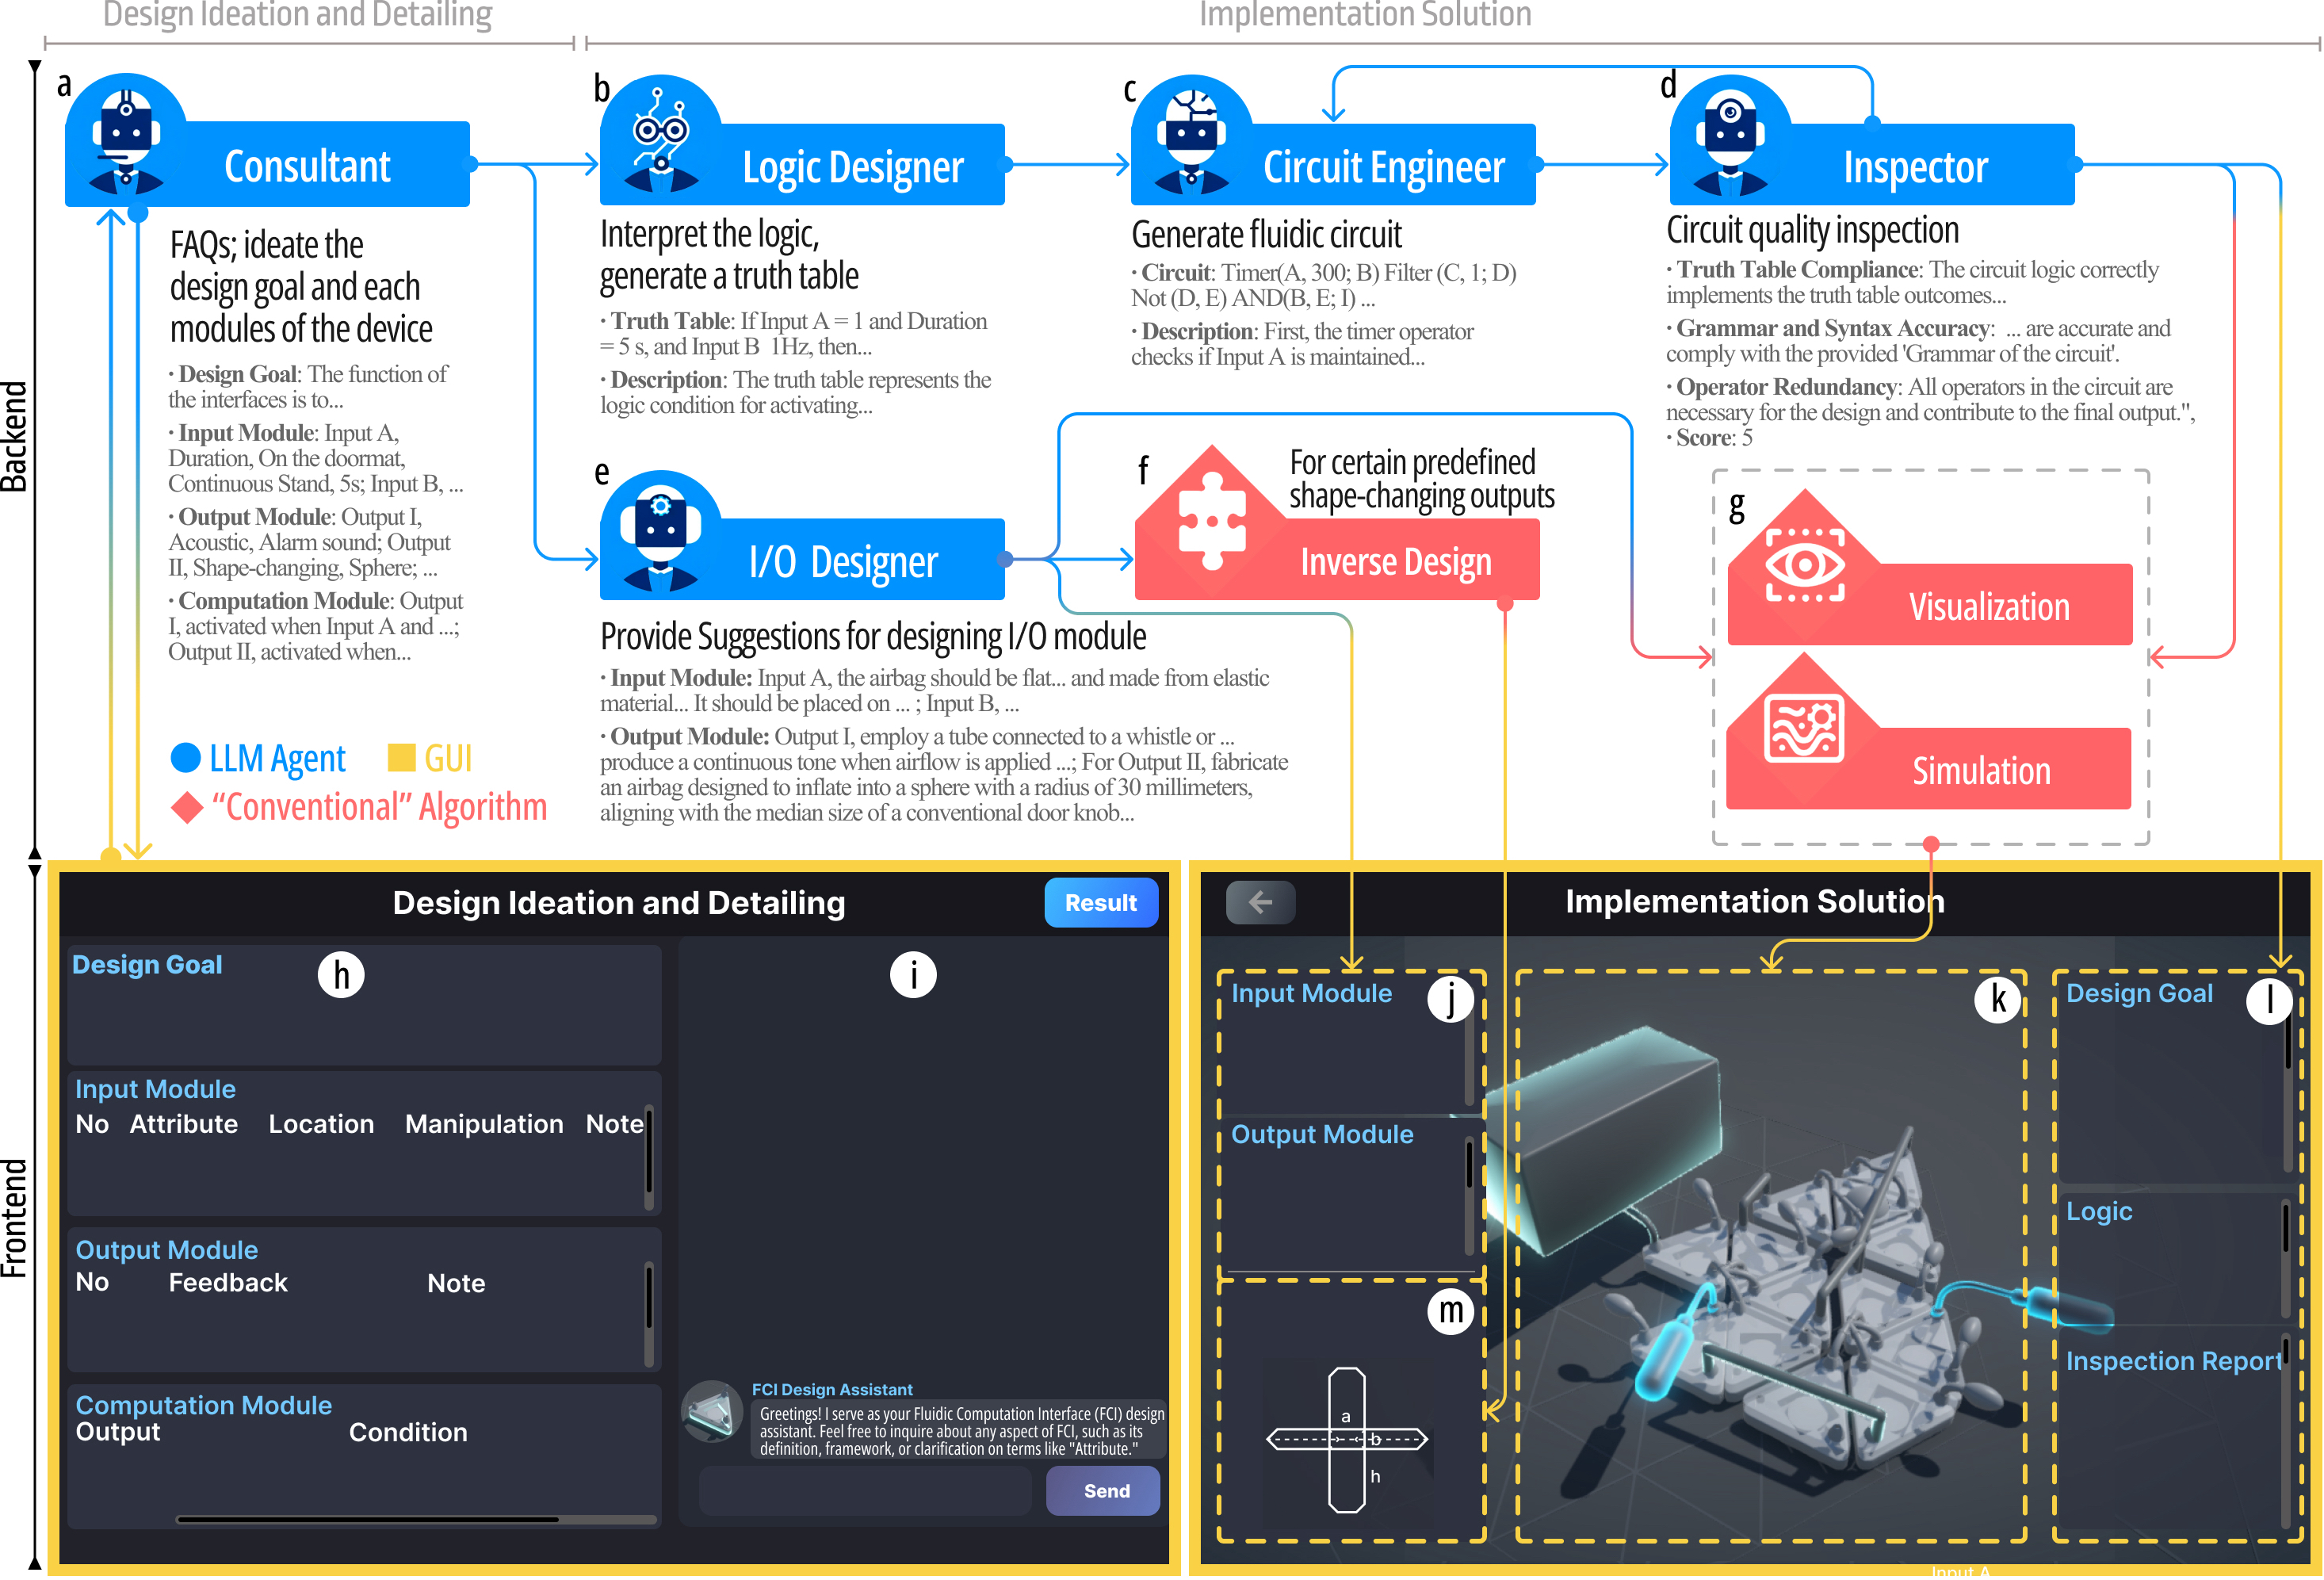 Design Ideation and Detailing
Implementation Solution
Backend
a
Consultant
FAQs; ideate the
design goal and each
modules of the device
· Design Goal: The function of
the interfaces is to...
· Input Module: Input A,
Duration, On the doormat,
Continuous Stand, 5s; Input B, ...
· Output Module: Output I,
Acoustic, Alarm sound; Output
II, Shape-changing, Sphere; ...
· Computation Module: Output
I, activated when Input A and ...;
Output II, activated when...
b
Logic Designer
Interpret the logic,
generate a truth table
· Truth Table: If Input A = 1 and Duration
= 5 s, and Input B 1Hz, then...
· Description: The truth table represents the
logic condition for activating...
c
Circuit Engineer
Generate fluidic circuit
· Circuit: Timer(A, 300; B) Filter (C, 1; D)
Not (D, E) AND(B, E; I) ...
· Description: First, the timer operator
checks if Input A is maintained...
d
Inspector
Circuit quality inspection
· Truth Table Compliance: The circuit logic correctly
implements the truth table outcomes...
· Grammar and Syntax Accuracy: ... are accurate and
comply with the provided 'Grammar of the circuit'.
· Operator Redundancy: All operators in the circuit are
necessary for the design and contribute to the final output.",
· Score: 5
e
I/O Designer
Provide Suggestions for designing I/O module
· Input Module: Input A, the airbag should be flat... and made from elastic
material... It should be placed on ... ; Input B, ...
· Output Module: Output I, employ a tube connected to a whistle or ...
produce a continuous tone when airflow is applied ...; For Output II, fabricate
an airbag designed to inflate into a sphere with a radius of 30 millimeters,
aligning with the median size of a conventional door knob...
f
For certain predefined
shape-changing outputs
Inverse Design
g
Visualization
Simulation
LLM Agent
GUI
“Conventional” Algorithm
Frontend
Design Ideation and Detailing
Result
Design Goal
h
Input Module
No Attribute Location Manipulation Note
Output Module
No Feedback Note
Computation Module
Output Condition
i
FCI Design Assistant
Greetings! I serve as your Fluidic Computation Interface (FCI) design
assistant. Feel free to inquire about any aspect of FCI, such as its
definition, framework, or clarification on terms like "Attribute."
Send
Implementation Solution
Input Module
j
Output Module
m
a
b
h
k
Design Goal
l
Logic
Inspection Report
Input A